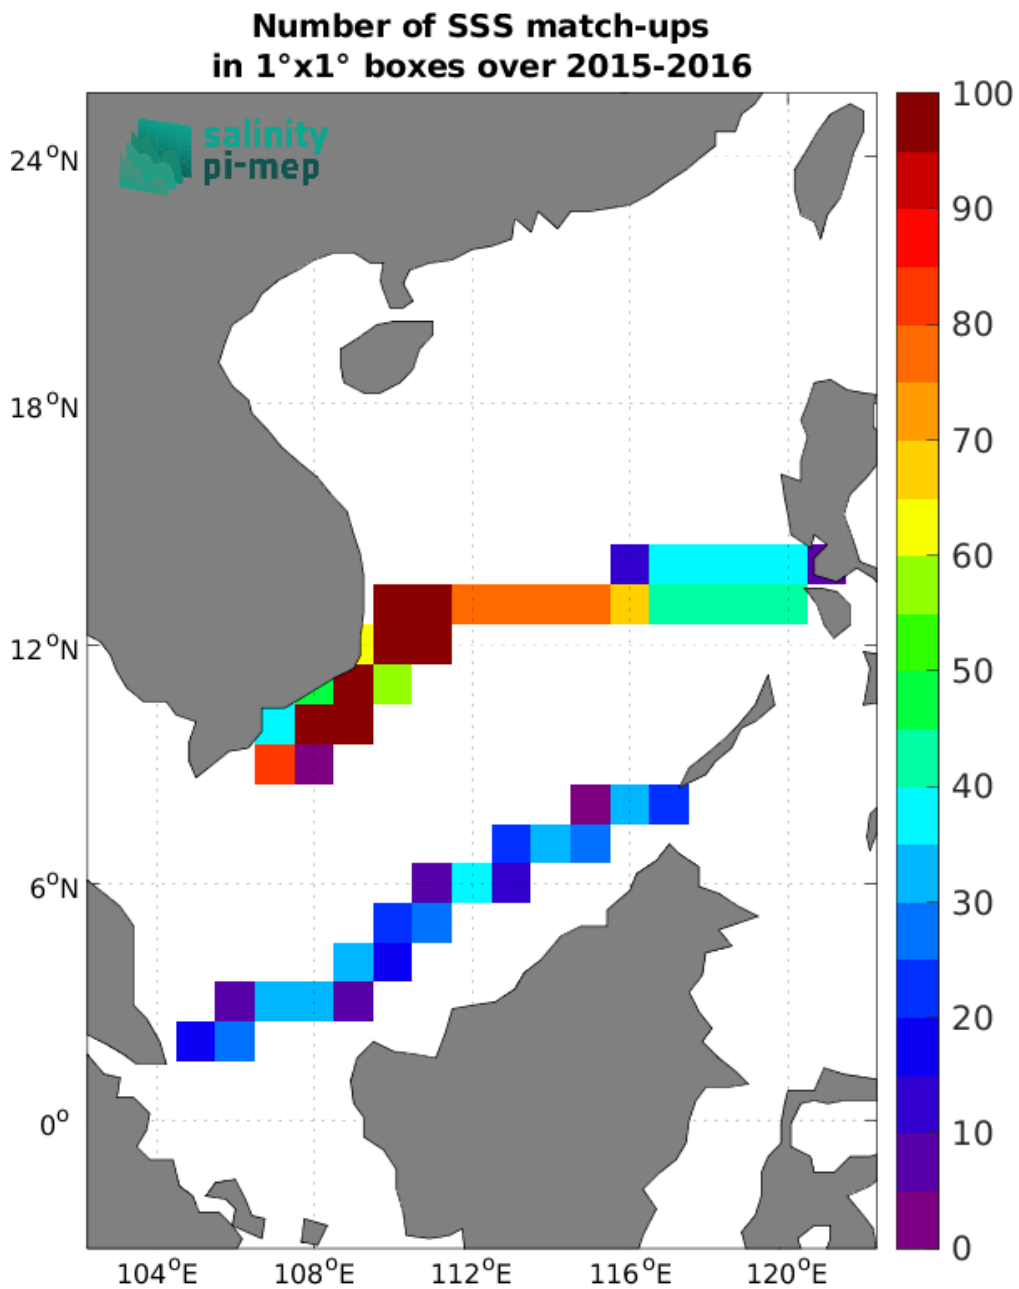 Number of SSS match-ups
in 1°x1° boxes over 2015-2016
salinity
pi-mep
24°N
18°N
12°N
6°N
0°
104°E
108°E
112°E
116°E
120°E
100
90
80
70
60
50
40
30
20
10
0